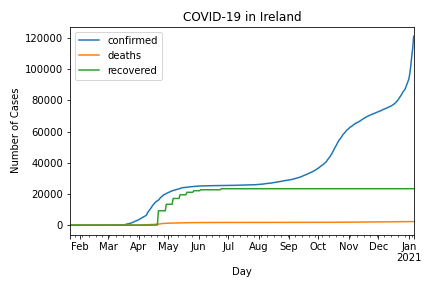 COVID-19 in Ireland
confirmed
deaths
recovered
Number of Cases
120000
100000
80000
60000
40000
20000
0
Feb Mar Apr May Jun Jul Aug Sep Oct Nov Dec Jan
2021
Day